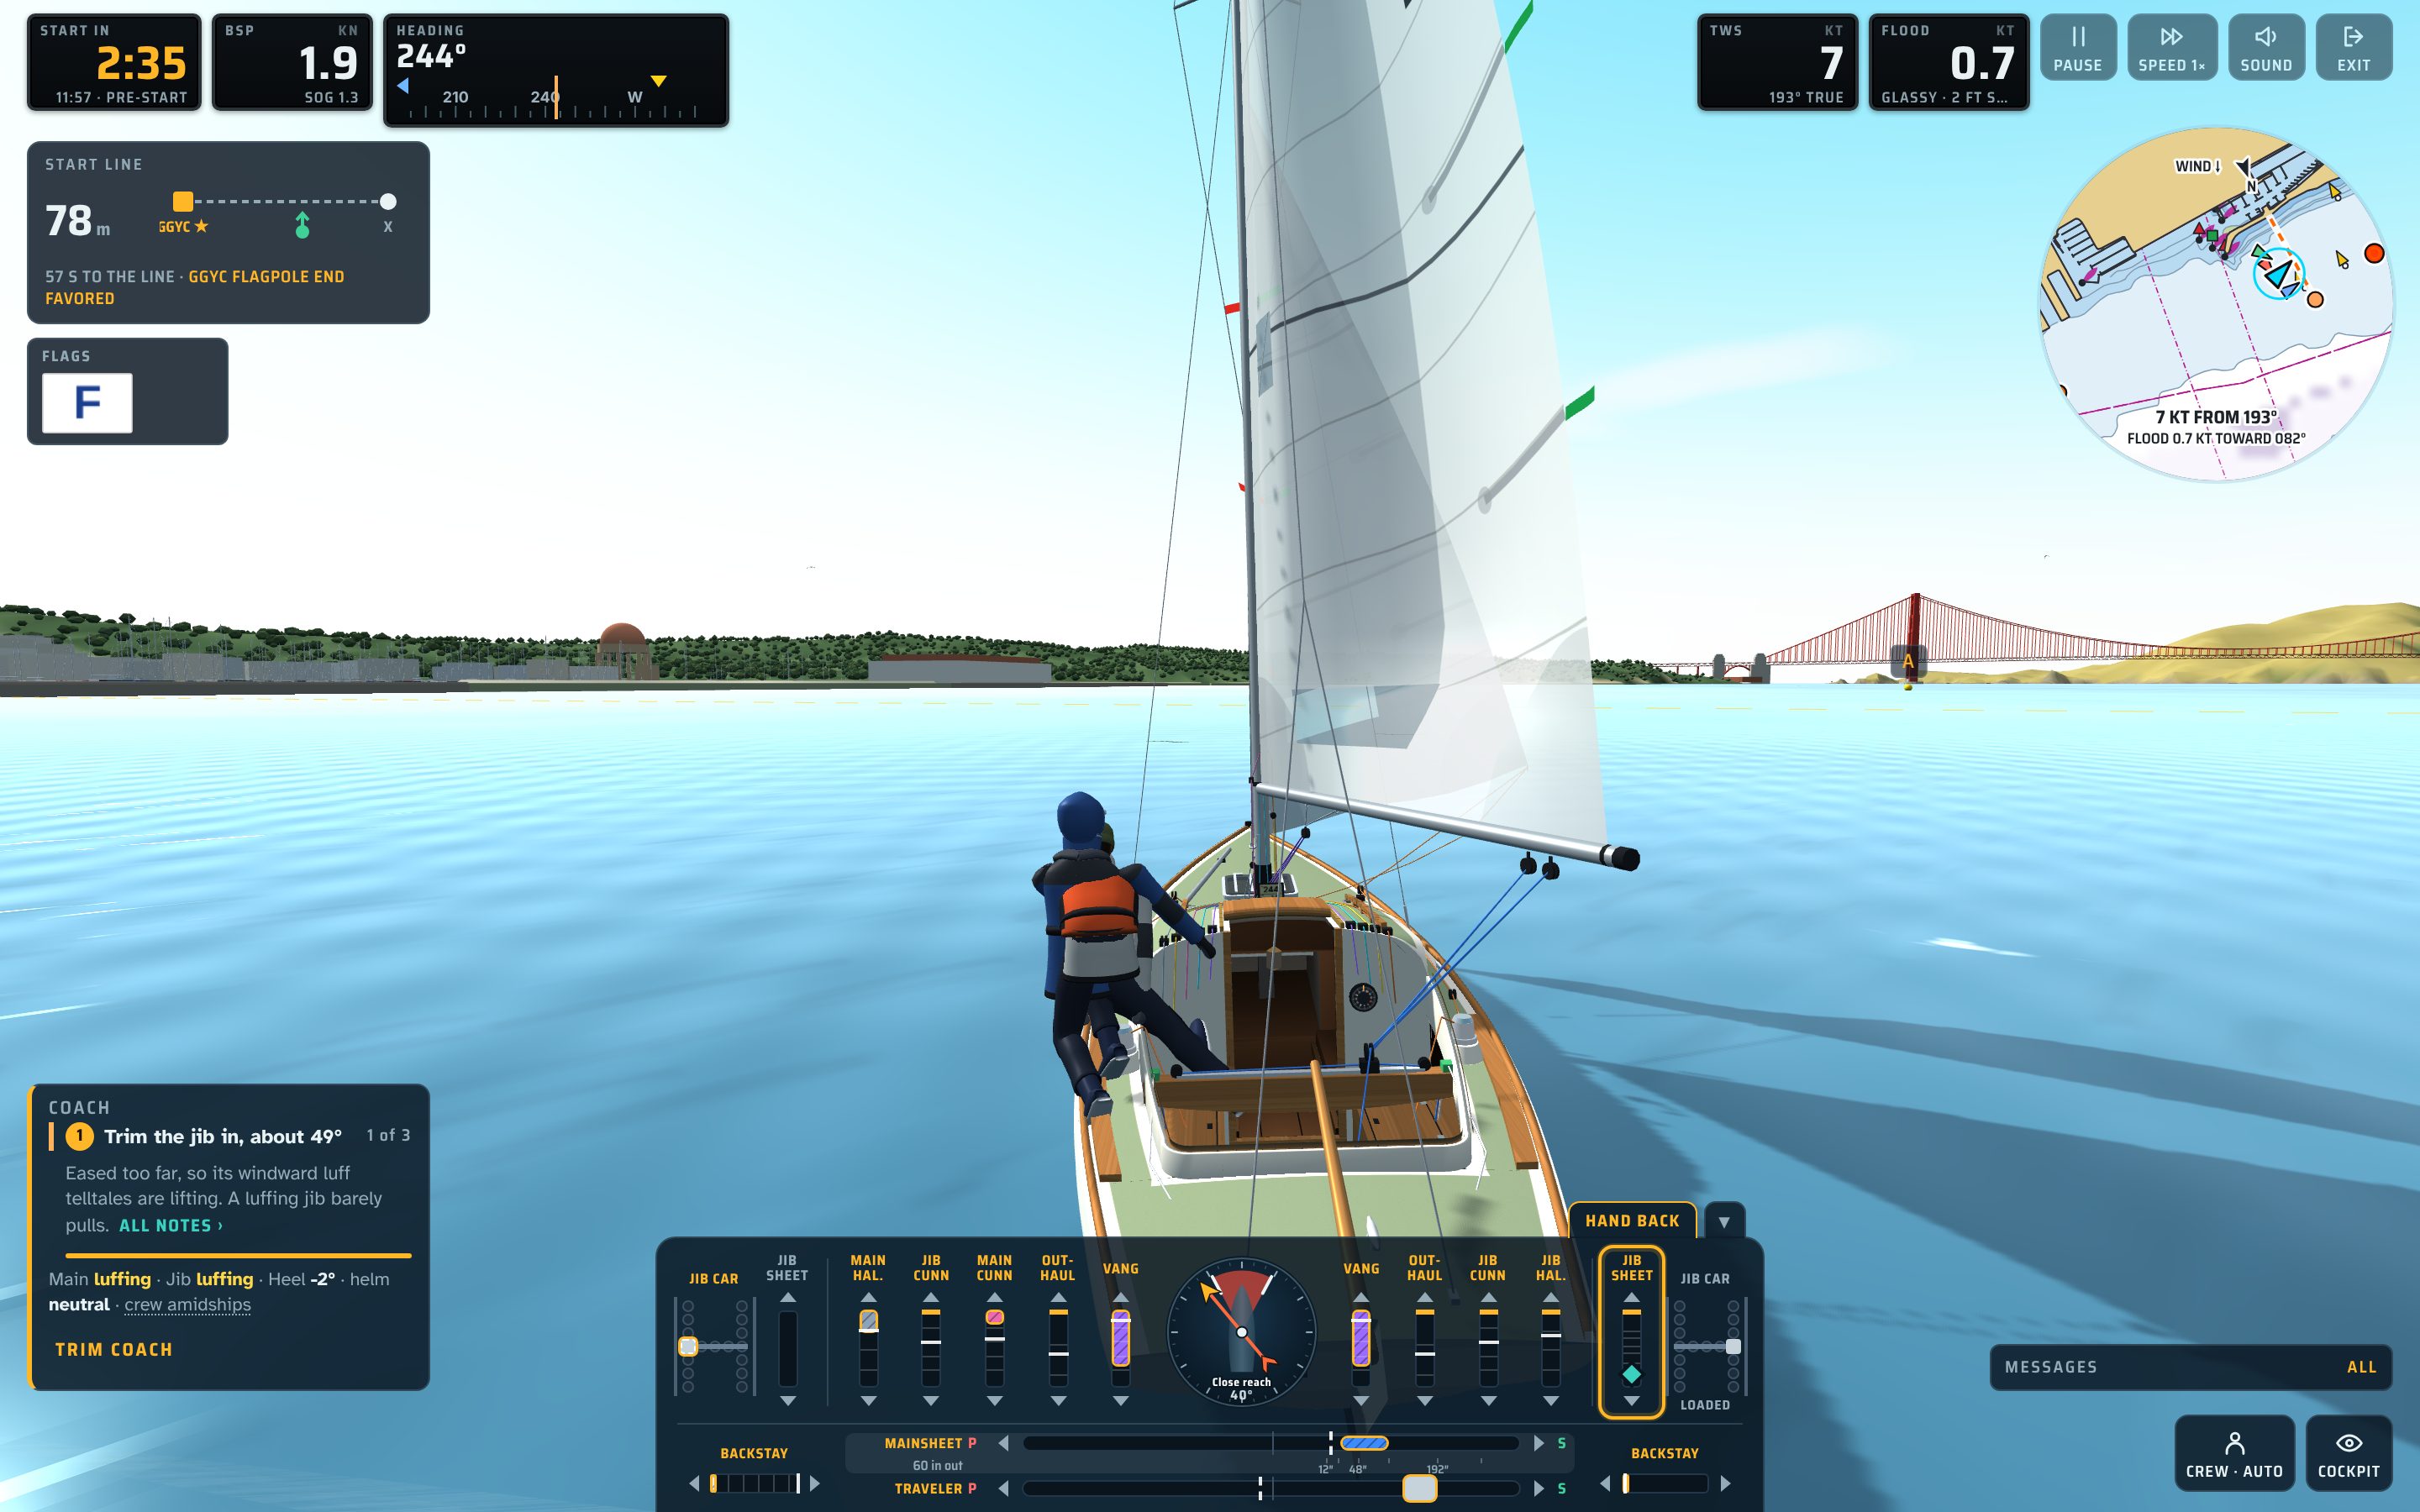 START IN
2:35
11:57 · PRE-START
BSP KN
1.9
SOG 1.3
HEADING
244°
210 240 W
TWS KT
7
193° TRUE
FLOOD KT
0.7
GLASSY · 2 FT S...
PAUSE
SPEED 1×
SOUND
EXIT
START LINE
78 m
GGYC ★ X
57 S TO THE LINE · GGYC FLAGPOLE END
FAVORED
FLAGS
F
WIND ↓
N
7 KT FROM 193°
FLOOD 0.7 KT TOWARD 082°
A
244
COACH
1 Trim the jib in, about 49° 1 of 3
Eased too far, so its windward luff
telltales are lifting. A luffing jib barely
pulls. ALL NOTES ›
Main luffing · Jib luffing · Heel -2° · helm
neutral · crew amidships
TRIM COACH
HAND BACK
JIB CAR
JIB SHEET
MAIN HAL.
JIB CUNN
MAIN CUNN
OUT-HAUL
VANG
Close reach
40°
VANG
OUT-HAUL
JIB CUNN
JIB HAL.
JIB SHEET
JIB CAR
LOADED
BACKSTAY
MAINSHEET P S
60 in out
12" 48" 192"
TRAVELER P S
BACKSTAY
MESSAGES ALL
CREW · AUTO
COCKPIT